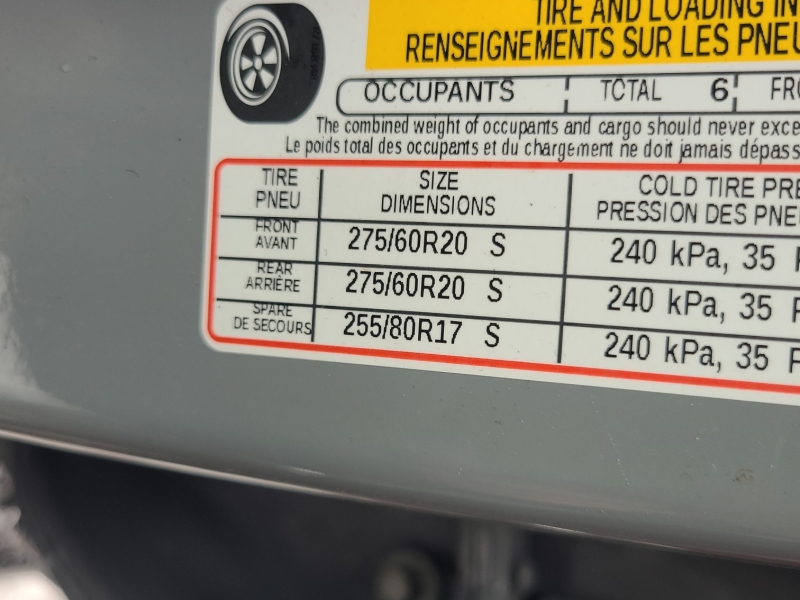 TIRE AND LOADING IN
RENSEIGNEMENTS SUR LES PNEU
OCCUPANTS TOTAL 6 FRO
The combined weight of occupants and cargo should never exce
Le poids total des occupants et du chargement ne doit jamais dépass
TIRE SIZE COLD TIRE PRE
PNEU DIMENSIONS PRESSION DES PNE
FRONT
AVANT 275/60R20 S 240 kPa, 35 P
REAR
ARRIÈRE 275/60R20 S 240 kPa, 35 P
SPARE
DE SECOURS 255/80R17 S 240 kPa, 35 P